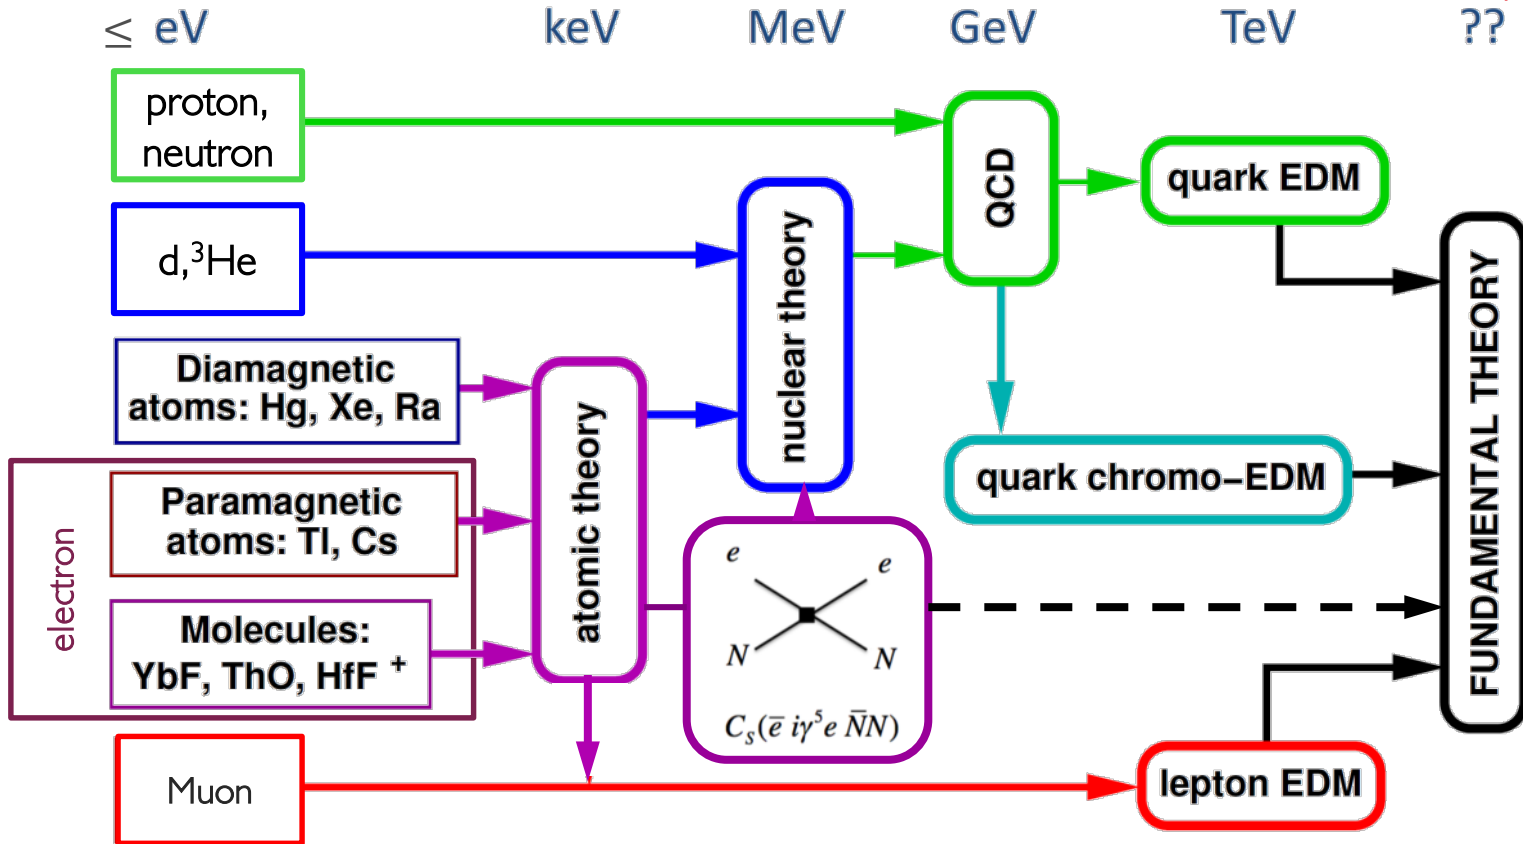 ≤ eV keV MeV GeV TeV ??
proton,
neutron
d,³He
Diamagnetic
atoms: Hg, Xe, Ra
electron
Paramagnetic
atoms: Tl, Cs
Molecules:
YbF, ThO, HfF ⁺
Muon
atomic theory
nuclear theory
e e
N N
C_s(ē iγ⁵e N̄N)
QCD
quark EDM
quark chromo−EDM
lepton EDM
FUNDAMENTAL THEORY